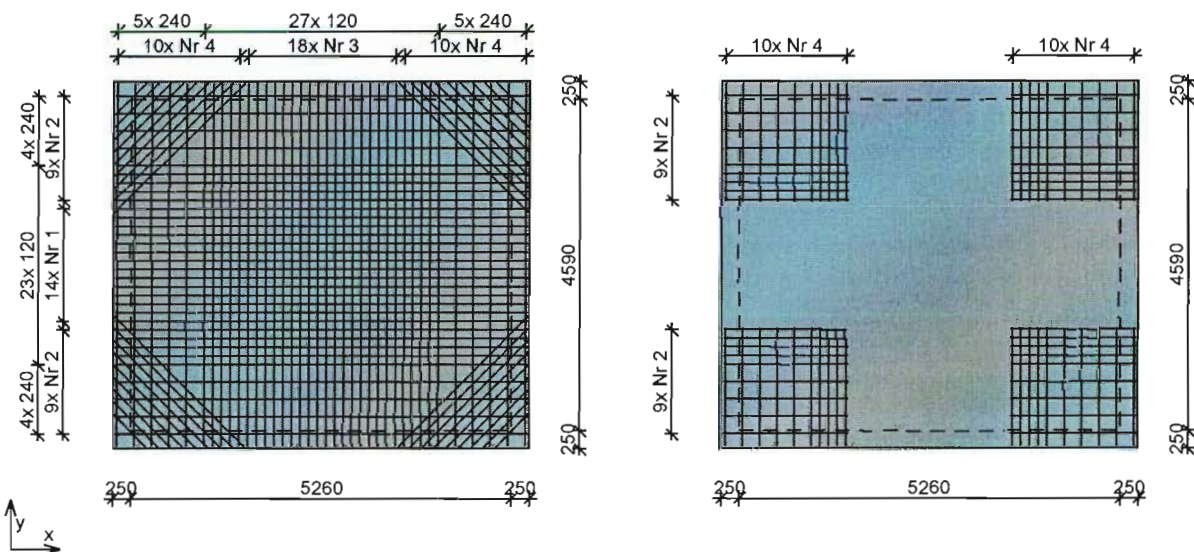 5x 240 27x 120 5x 240
10x Nr 4 18x Nr 3 10x Nr 4
4x 240
23x 120
4x 240
9x Nr 2
14x Nr 1
9x Nr 2
250
4590
250
250 5260 250
y
x
10x Nr 4 10x Nr 4
9x Nr 2
9x Nr 2
250
4590
250
250 5260 250